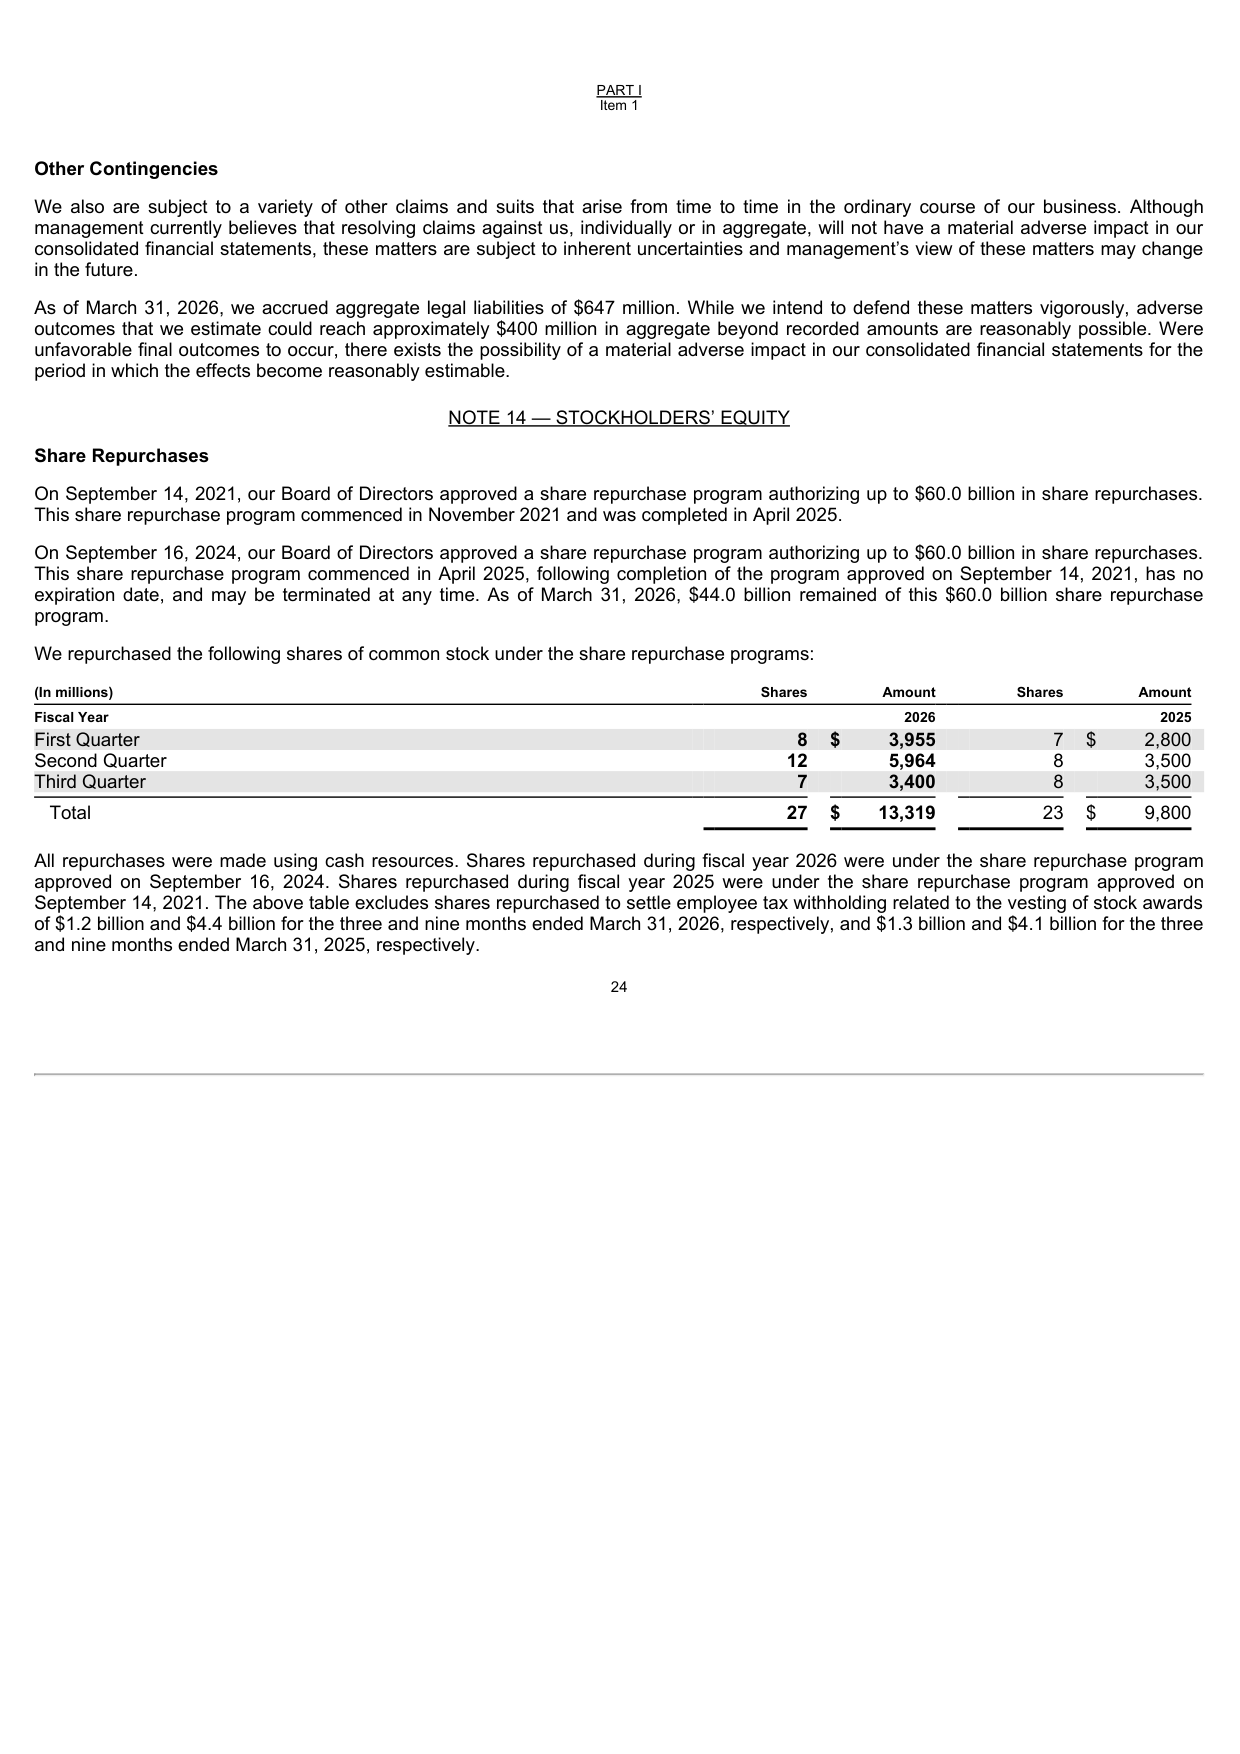 PART I
Item 1
Other Contingencies
We also are subject to a variety of other claims and suits that arise from time to time in the ordinary course of our business. Although
management currently believes that resolving claims against us, individually or in aggregate, will not have a material adverse impact in our
consolidated financial statements, these matters are subject to inherent uncertainties and management’s view of these matters may change
in the future.
As of March 31, 2026, we accrued aggregate legal liabilities of $647 million. While we intend to defend these matters vigorously, adverse
outcomes that we estimate could reach approximately $400 million in aggregate beyond recorded amounts are reasonably possible. Were
unfavorable final outcomes to occur, there exists the possibility of a material adverse impact in our consolidated financial statements for the
period in which the effects become reasonably estimable.
NOTE 14 — STOCKHOLDERS’ EQUITY
Share Repurchases
On September 14, 2021, our Board of Directors approved a share repurchase program authorizing up to $60.0 billion in share repurchases.
This share repurchase program commenced in November 2021 and was completed in April 2025.
On September 16, 2024, our Board of Directors approved a share repurchase program authorizing up to $60.0 billion in share repurchases.
This share repurchase program commenced in April 2025, following completion of the program approved on September 14, 2021, has no
expiration date, and may be terminated at any time. As of March 31, 2026, $44.0 billion remained of this $60.0 billion share repurchase
program.
We repurchased the following shares of common stock under the share repurchase programs:
(In millions) Shares Amount Shares Amount
Fiscal Year 2026 2025
First Quarter 8 $ 3,955 7 $ 2,800
Second Quarter 12 5,964 8 3,500
Third Quarter 7 3,400 8 3,500
Total 27 $ 13,319 23 $ 9,800
All repurchases were made using cash resources. Shares repurchased during fiscal year 2026 were under the share repurchase program
approved on September 16, 2024. Shares repurchased during fiscal year 2025 were under the share repurchase program approved on
September 14, 2021. The above table excludes shares repurchased to settle employee tax withholding related to the vesting of stock awards
of $1.2 billion and $4.4 billion for the three and nine months ended March 31, 2026, respectively, and $1.3 billion and $4.1 billion for the three
and nine months ended March 31, 2025, respectively.
24